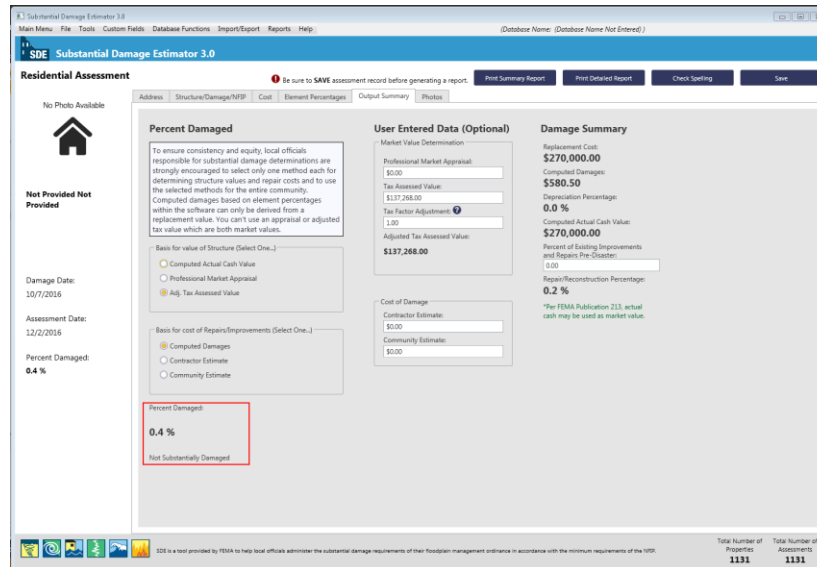 Substantial Damage Estimator 3.0
Main Menu File Tools Custom Fields Database Functions Import/Export Reports Help (Database Name: (Database Name Not Entered) )
SDE Substantial Damage Estimator 3.0
Residential Assessment
Be sure to SAVE assessment record before generating a report.
Print Summary Report Print Detailed Report Check Spelling Save
Address Structure/Damage/NFIP Cost Element Percentages Output Summary Photos
No Photo Available
Not Provided Not
Provided
Damage Date:
10/7/2016
Assessment Date:
12/2/2016
Percent Damaged:
0.4 %
Percent Damaged
To ensure consistency and equity, local officials
responsible for substantial damage determinations are
strongly encouraged to select only one method each for
determining structure values and repair costs and to use
the selected methods for the entire community.
Computed damages based on element percentages
within the software can only be derived from a
replacement value. You can't use an appraisal or adjusted
tax value which are both market values.
Basis for value of Structure (Select One...)
Computed Actual Cash Value
Professional Market Appraisal
Adj. Tax Assessed Value
Basis for cost of Repairs/Improvements (Select One...)
Computed Damages
Contractor Estimate
Community Estimate
Percent Damaged:
0.4 %
Not Substantially Damaged
User Entered Data (Optional)
Market Value Determination
Professional Market Appraisal:
$0.00
Tax Assessed Value:
$137,268.00
Tax Factor Adjustment: ?
1.00
Adjusted Tax Assessed Value:
$137,268.00
Cost of Damage
Contractor Estimate:
$0.00
Community Estimate:
$0.00
Damage Summary
Replacement Cost:
$270,000.00
Computed Damages:
$580.50
Depreciation Percentage:
0.0 %
Computed Actual Cash Value:
$270,000.00
Percent of Existing Improvements
and Repairs Pre-Disaster:
0.00
Repair/Reconstruction Percentage:
0.2 %
*Per FEMA Publication 213, actual
cash may be used as market value.
SDE is a tool provided by FEMA to help local officials administer the substantial damage requirements of their floodplain management ordinance in accordance with the minimum requirements of the NFIP.
Total Number of
Properties
1131
Total Number of
Assessments
1131